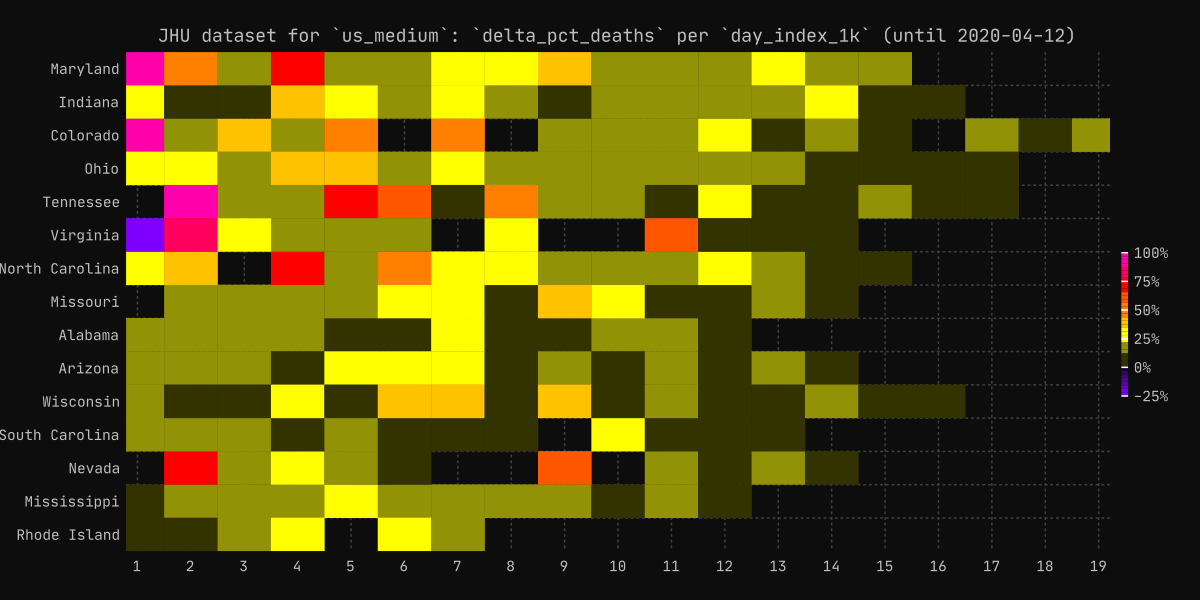 JHU dataset for `us_medium`: `delta_pct_deaths` per `day_index_1k` (until 2020-04-12)
Maryland
Indiana
Colorado
Ohio
Tennessee
Virginia
North Carolina
Missouri
Alabama
Arizona
Wisconsin
South Carolina
Nevada
Mississippi
Rhode Island
1 2 3 4 5 6 7 8 9 10 11 12 13 14 15 16 17 18 19
100%
75%
50%
25%
0%
-25%